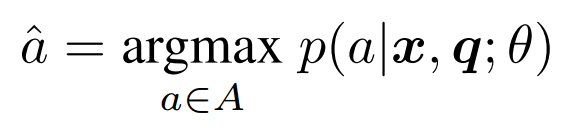 â = argmax p(a|x, q; θ)
a∈A